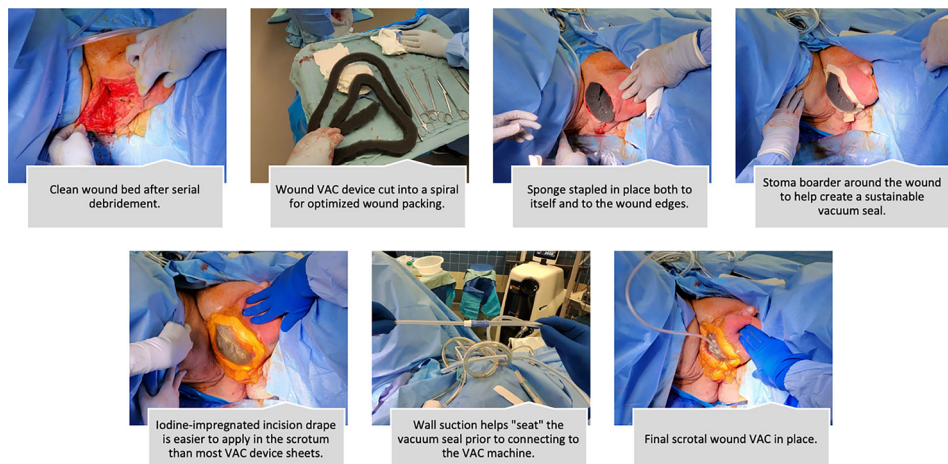 Clean wound bed after serial
debridement.
Wound VAC device cut into a spiral
for optimized wound packing.
Sponge stapled in place both to
itself and to the wound edges.
Stoma boarder around the wound
to help create a sustainable
vacuum seal.
Iodine-impregnated incision drape
is easier to apply in the scrotum
than most VAC device sheets.
Wall suction helps "seat" the
vacuum seal prior to connecting to
the VAC machine.
Final scrotal wound VAC in place.